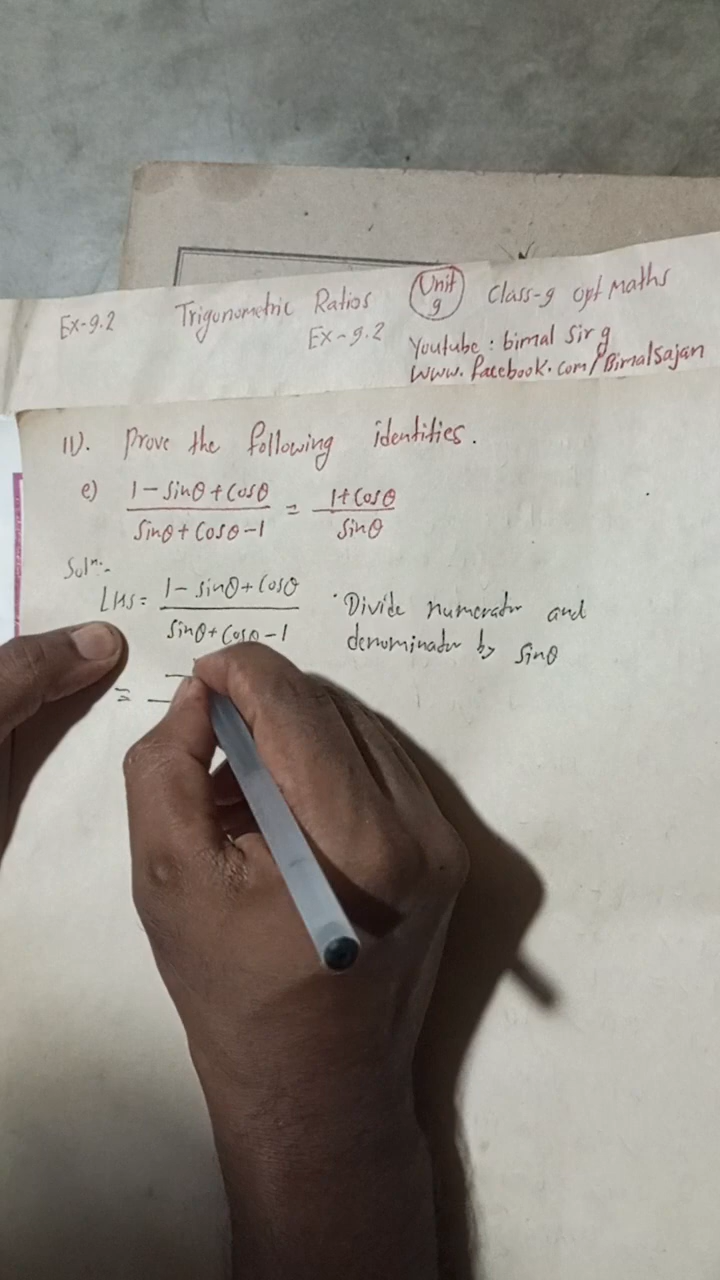 Ex-9.2 Trigonometric Ratios Unit 9 Class-9 opt maths
Ex-9.2 Youtube : bimal sir g
www.facebook.com/Bimalsajan
11). Prove the following identities.
e) (1 - sinθ + cosθ)/(sinθ + cosθ - 1) = (1 + cosθ)/sinθ
Solⁿ:-
LHS = (1 - sinθ + cosθ)/(sinθ + cosθ - 1) Divide numerator and
denominator by sinθ
=